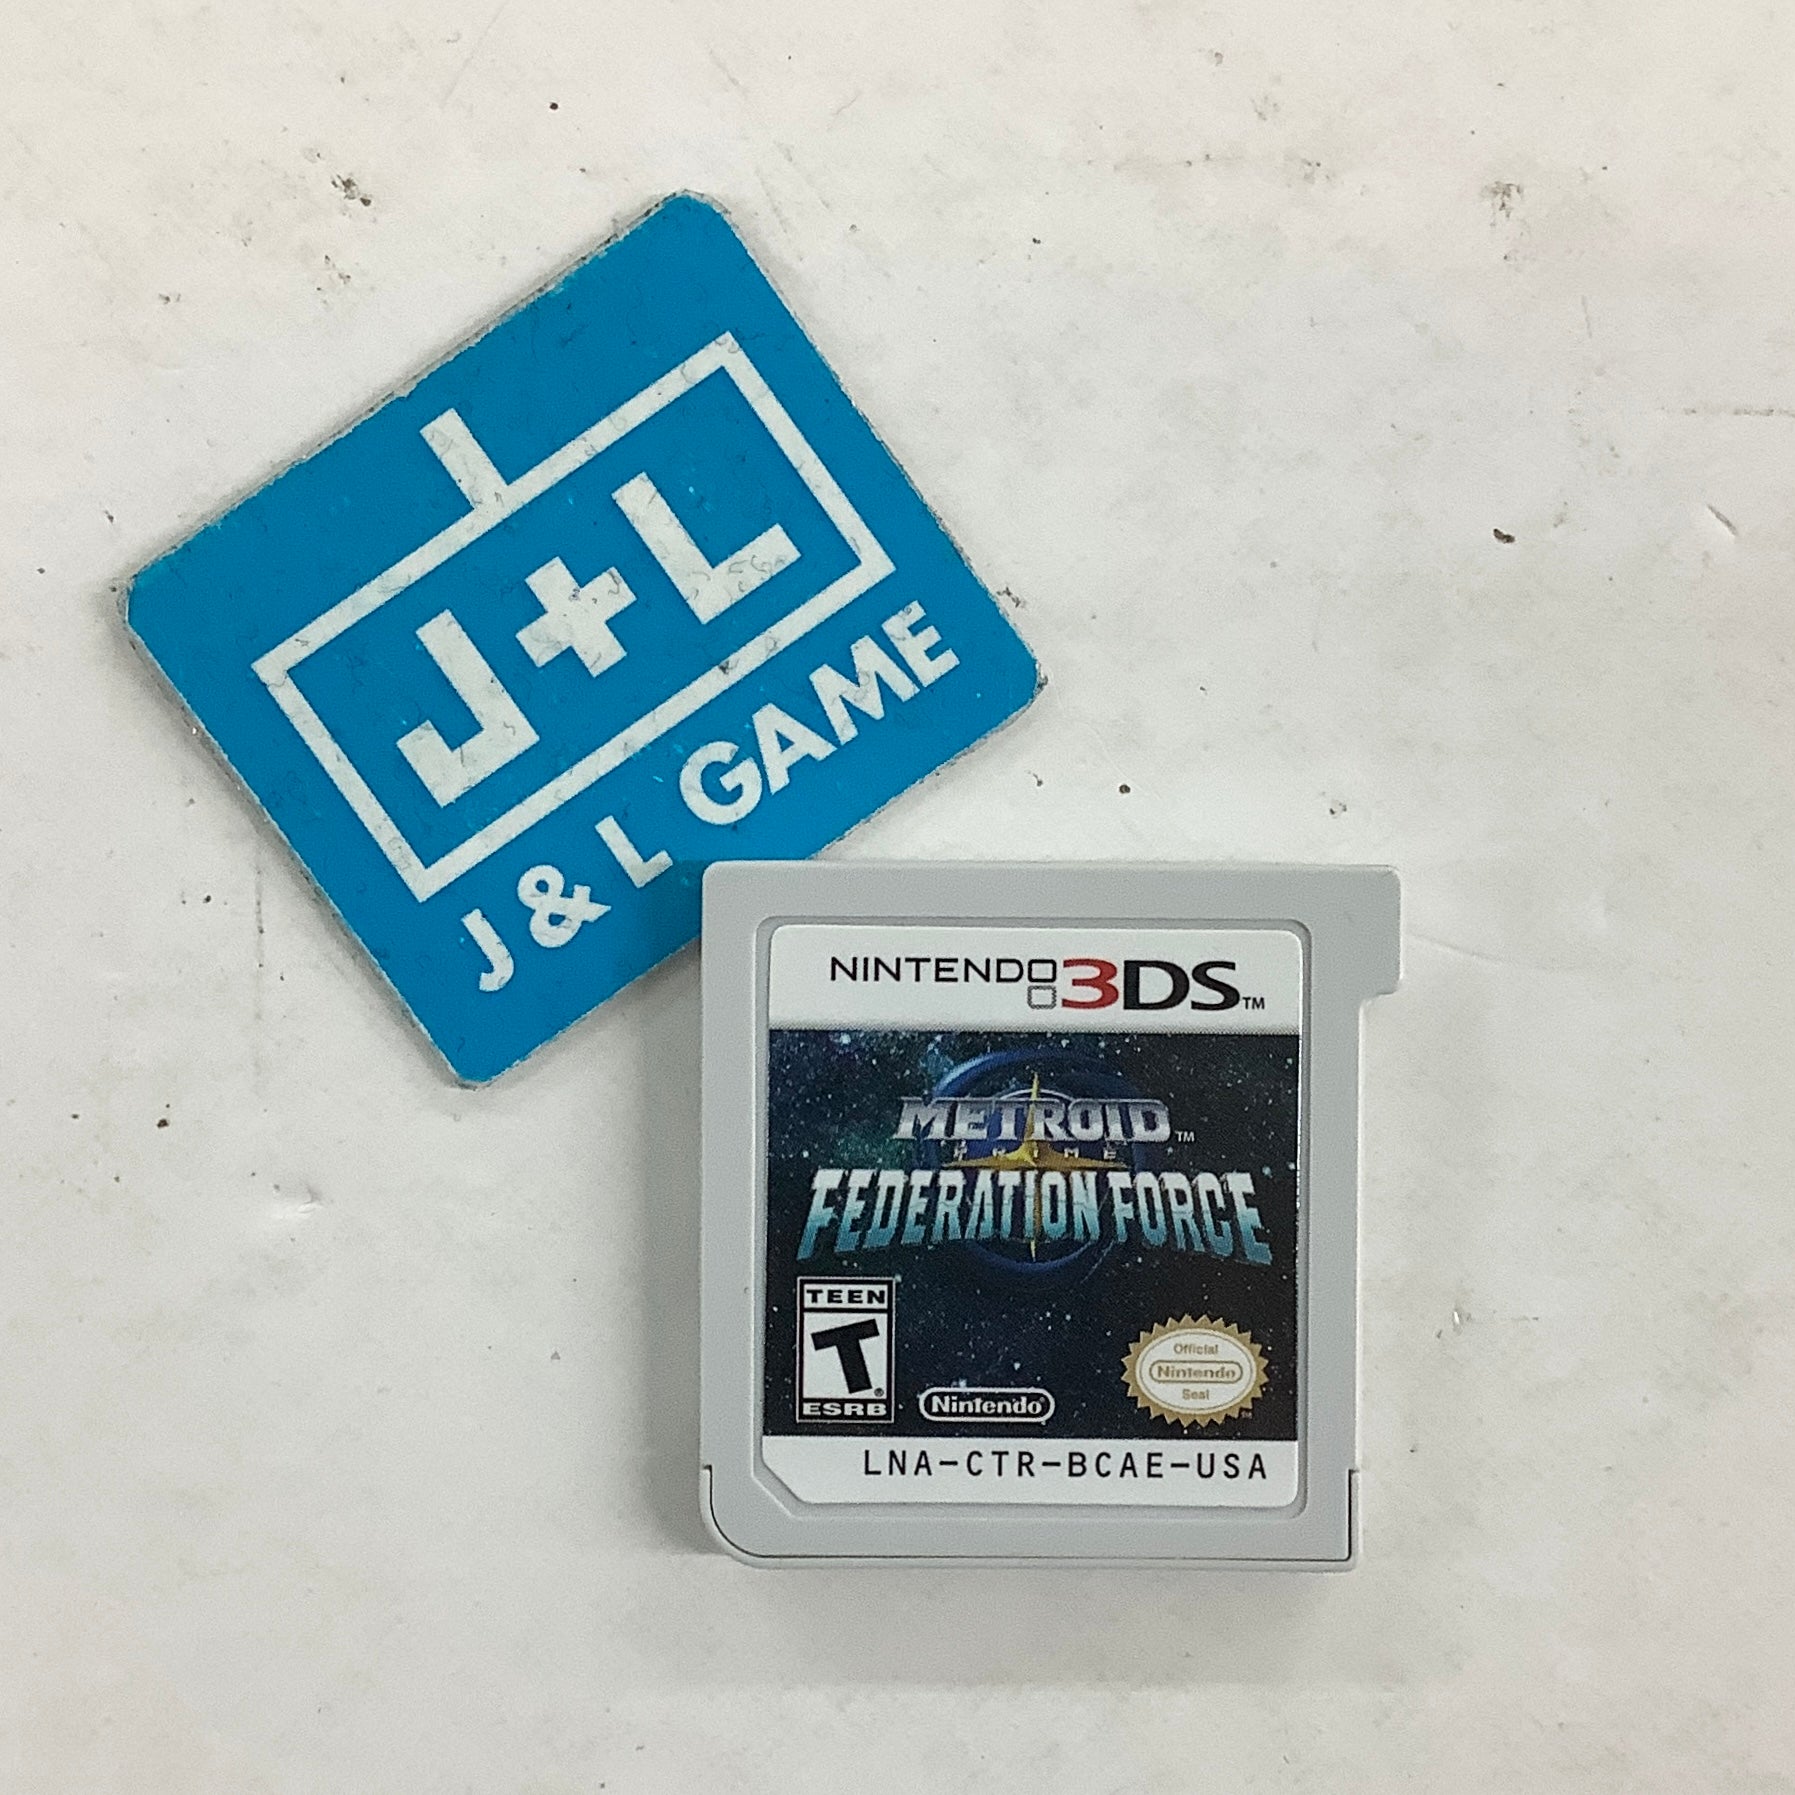 J+L
J & L GAME
NINTENDO 3DS™
METROID™
PRIME
FEDERATION FORCE
TEEN
T®
ESRB
Nintendo®
Official
Nintendo
Seal
LNA-CTR-BCAE-USA